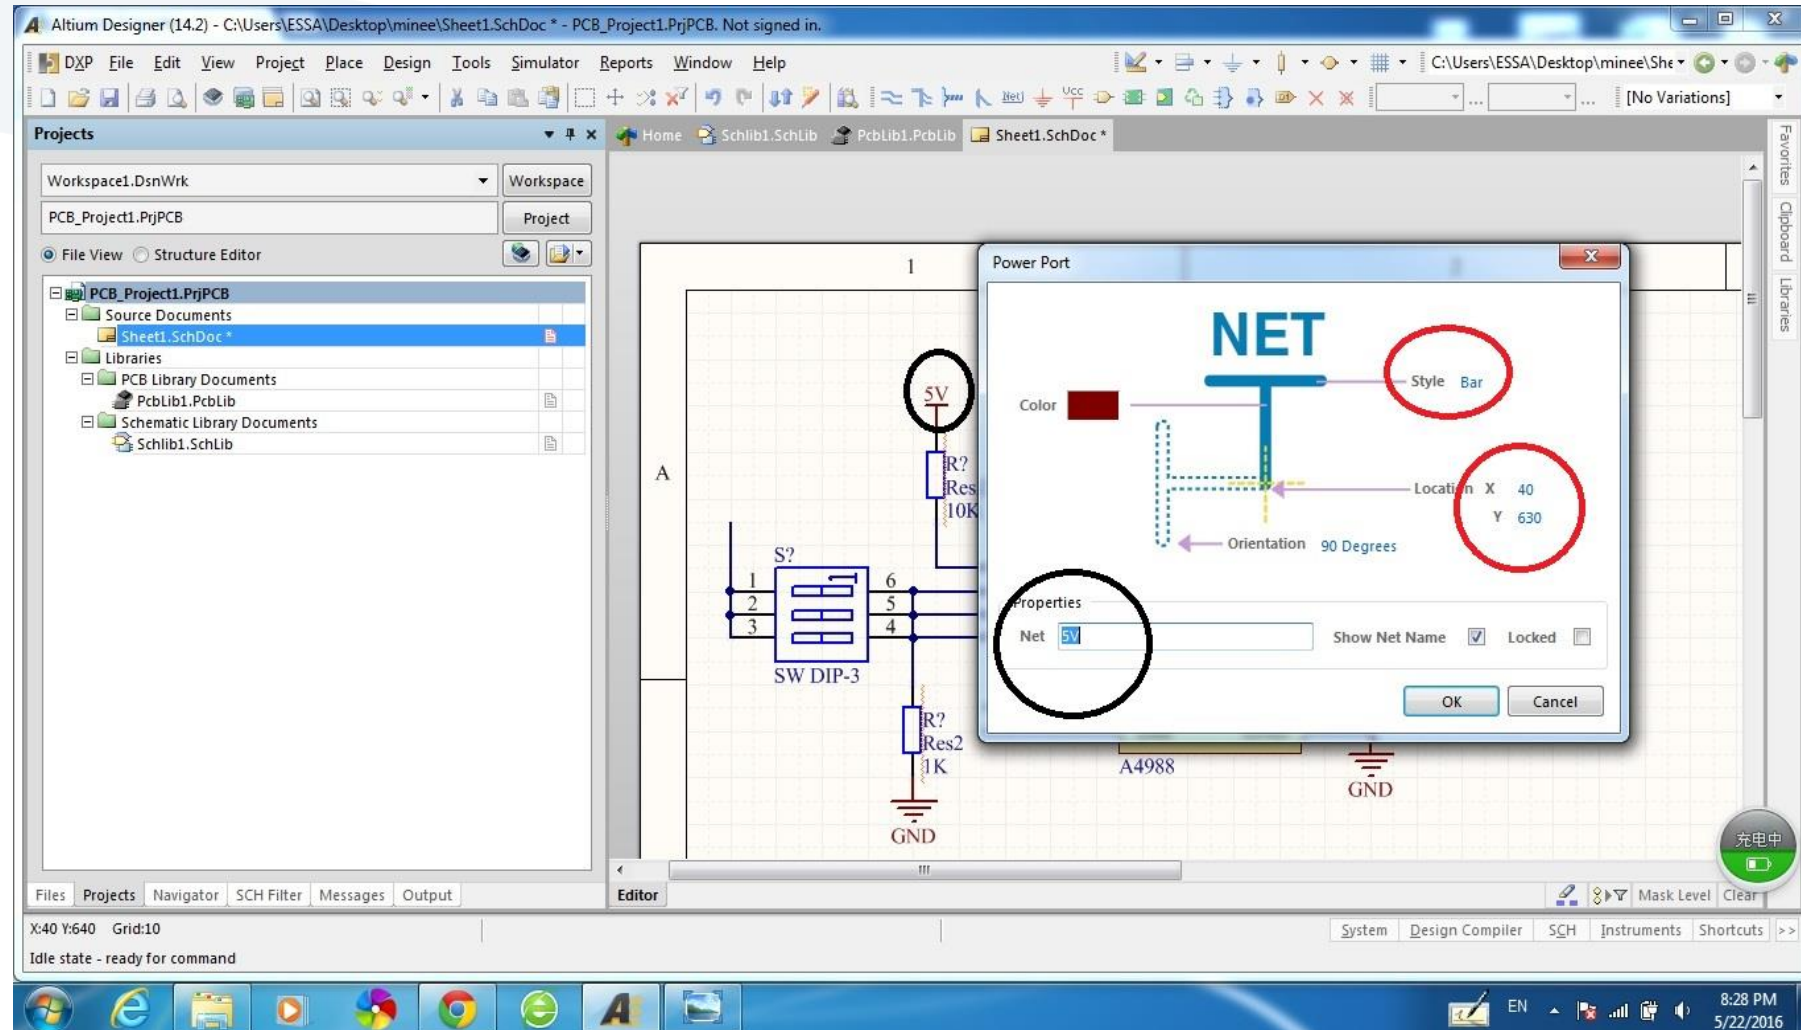 Altium Designer (14.2) - C:\Users\ESSA\Desktop\minee\Sheet1.SchDoc * - PCB_Project1.PrjPCB. Not signed in.
DXP File Edit View Project Place Design Tools Simulator Reports Window Help
C:\Users\ESSA\Desktop\minee\She
Net Vcc ... ... [No Variations]
Projects
Home Schlib1.SchLib PcbLib1.PcbLib Sheet1.SchDoc *
Workspace1.DsnWrk Workspace
PCB_Project1.PrjPCB Project
File View Structure Editor
PCB_Project1.PrjPCB
Source Documents
Sheet1.SchDoc *
Libraries
PCB Library Documents
PcbLib1.PcbLib
Schematic Library Documents
Schlib1.SchLib
Favorites
Clipboard
Libraries
1
2
A
5V
R?
Res
10K
S?
1
2
3
6
5
4
SW DIP-3
R?
Res2
1K
GND
A4988
GND
Power Port
NET
Style Bar
Color
Location X 40
Y 630
Orientation 90 Degrees
Properties
Net 5V Show Net Name Locked
OK Cancel
充电中
Files Projects Navigator SCH Filter Messages Output
Editor Mask Level Clear
X:40 Y:640 Grid:10
System Design Compiler SCH Instruments Shortcuts >>
Idle state - ready for command
EN
8:28 PM
5/22/2016